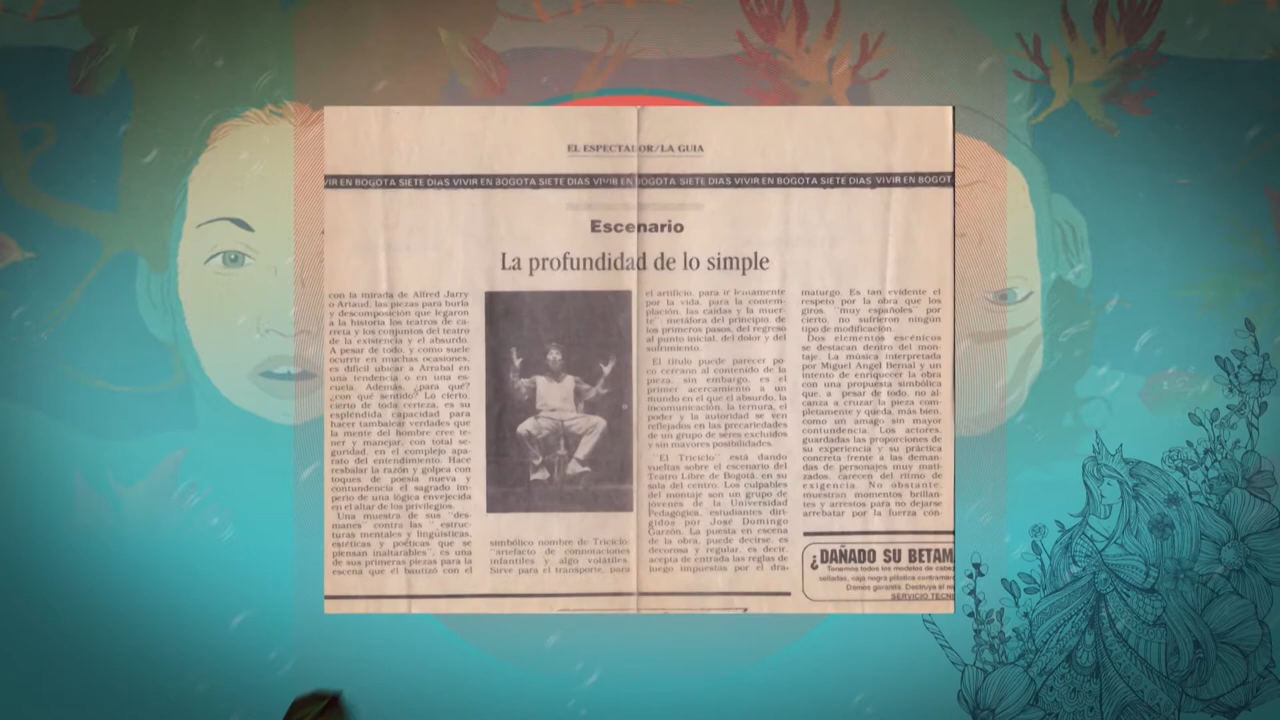 EL ESPECTADOR/LA GUIA
VIR EN BOGOTA SIETE DIAS VIVIR EN BOGOTA SIETE DIAS VIVIR EN BOGOTA SIETE DIAS VIVIR EN BOGOTA SIETE DIAS VIVIR EN BOGOT
Escenario
La profundidad de lo simple
con la mirada de Alfred Jarry
o Artaud, las piezas para burla
y descomposición que legaron
a la historia los teatros de ca-
rreta y los conjuntos del teatro
de la existencia y el absurdo.
A pesar de todo, y como suele
ocurrir en muchas ocasiones,
es difícil ubicar a Arrabal en
una tendencia o en una es-
cuela. Además, ¿para qué?
¿con qué sentido? Lo cierto,
cierto de toda certeza, es su
espléndida capacidad para
hacer tambalear verdades que
la mente del hombre cree te-
ner y manejar, con total se-
guridad, en el complejo apa-
rato del entendimiento. Hace
resbalar la razón y golpea con
toques de poesía nueva y
contundencia el sagrado im-
perio de una lógica envejecida
en el altar de los privilegios.
Una muestra de sus "des-
manes" contra las "estruc-
turas mentales y lingüísticas,
estéticas y poéticas que se
piensan inalterables", es una
de sus primeras piezas para la
escena que él bautizó con el
simbólico nombre de Triciclo:
"artefacto de connotaciones
infantiles y algo volátiles.
Sirve para el transporte, para
el artificio, para ir lentamente
por la vida, para la contem-
plación, las caídas y la muer-
te" metáfora del principio, de
los primeros pasos, del regreso
al punto inicial, del dolor y del
sufrimiento.
El título puede parecer po-
co cercano al contenido de la
pieza, sin embargo, es el
primer acercamiento a un
mundo en el que el absurdo, la
incomunicación, la ternura, el
poder y la autoridad se ven
reflejados en las precariedades
de un grupo de seres excluidos
y sin mayores posibilidades.
"El Triciclo" está dando
vueltas sobre el escenario del
Teatro Libre de Bogotá, en su
sala del centro. Los culpables
del montaje son un grupo de
jóvenes de la Universidad
Pedagógica, estudiantes diri-
gidos por José Domingo
Garzón. La puesta en escena
de la obra, puede decirse, es
decorosa y regular, es decir,
acepta de entrada las reglas de
juego impuestas por el dra-
maturgo. Es tan evidente el
respeto por la obra que los
giros, "muy españoles" por
cierto, no sufrieron ningún
tipo de modificación.
Dos elementos escénicos
se destacan dentro del mon-
taje. La música interpretada
por Miguel Angel Bernal y un
intento de enriquecer la obra
con una propuesta simbólica
que, a pesar de todo, no al-
canza a cruzar la pieza com-
pletamente y queda, más bien,
como un amago sin mayor
contundencia. Los actores,
guardadas las proporciones de
su experiencia y su práctica
concreta frente a las deman-
das de personajes muy mati-
zados, carecen del ritmo de
exigencia. No obstante,
muestran momentos brillan-
tes y arrestos para no dejarse
arrebatar por la fuerza con-
¿DAÑADO SU BETAM
Tenemos todos los modelos de cabez
selladas, caja negra plástica contramar
Damos garantía. Destruya el
SERVICIO TECNI